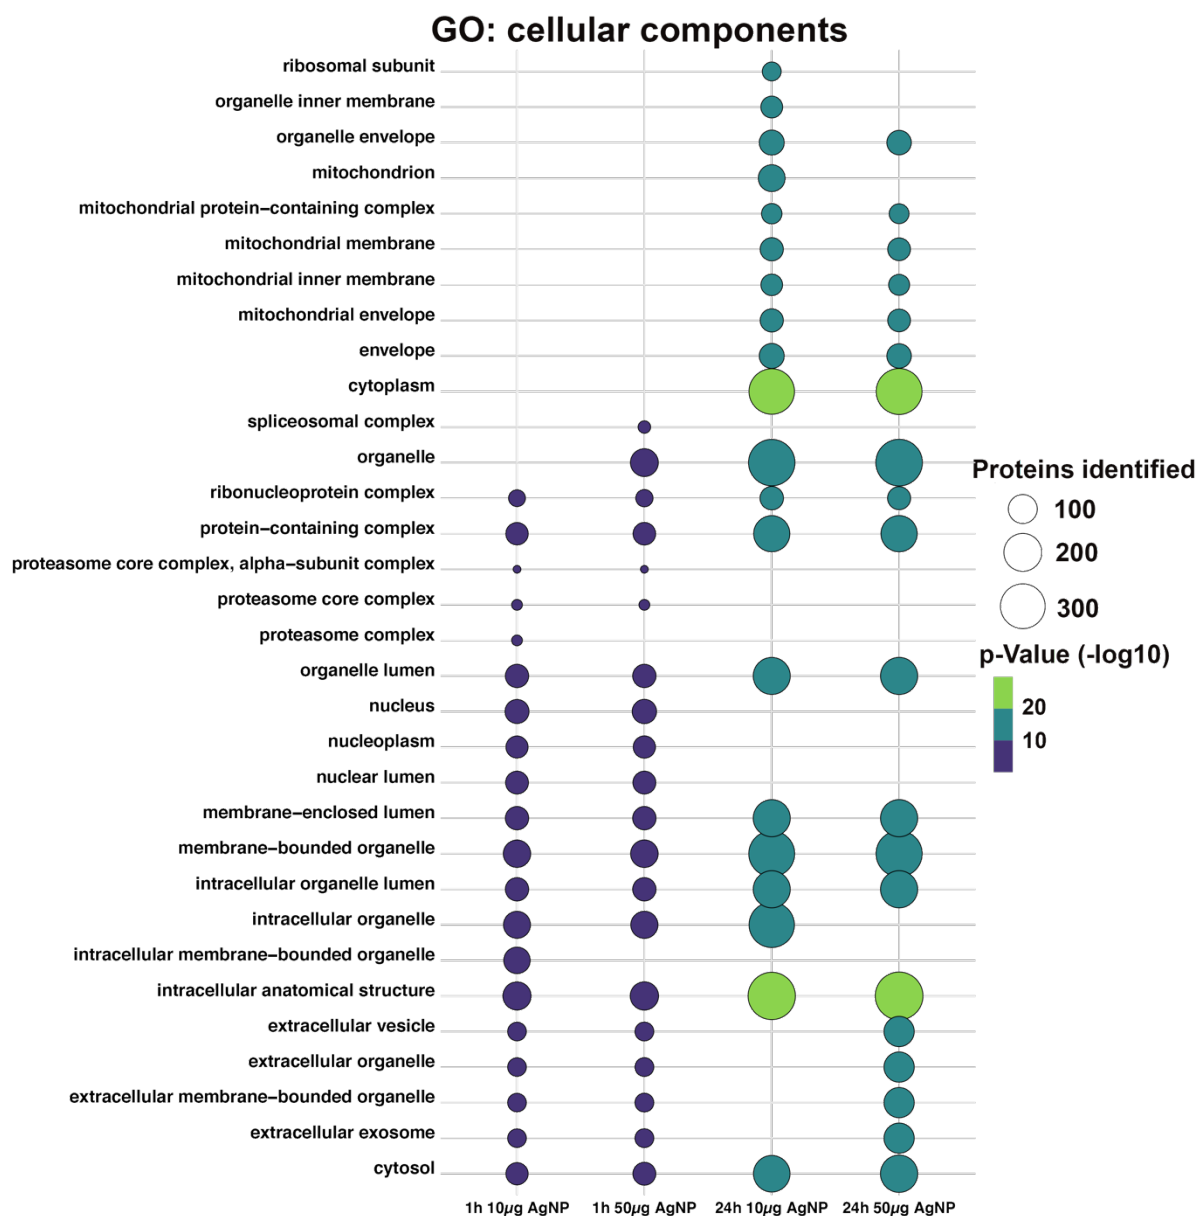 GO: cellular components
ribosomal subunit
organelle inner membrane
organelle envelope
mitochondrion
mitochondrial protein−containing complex
mitochondrial membrane
mitochondrial inner membrane
mitochondrial envelope
envelope
cytoplasm
spliceosomal complex
organelle
ribonucleoprotein complex
protein−containing complex
proteasome core complex, alpha−subunit complex
proteasome core complex
proteasome complex
organelle lumen
nucleus
nucleoplasm
nuclear lumen
membrane−enclosed lumen
membrane−bounded organelle
intracellular organelle lumen
intracellular organelle
intracellular membrane−bounded organelle
intracellular anatomical structure
extracellular vesicle
extracellular organelle
extracellular membrane−bounded organelle
extracellular exosome
cytosol
1h 10µg AgNP 1h 50µg AgNP 24h 10µg AgNP 24h 50µg AgNP
Proteins identified
100
200
300
p-Value (-log10)
20
10